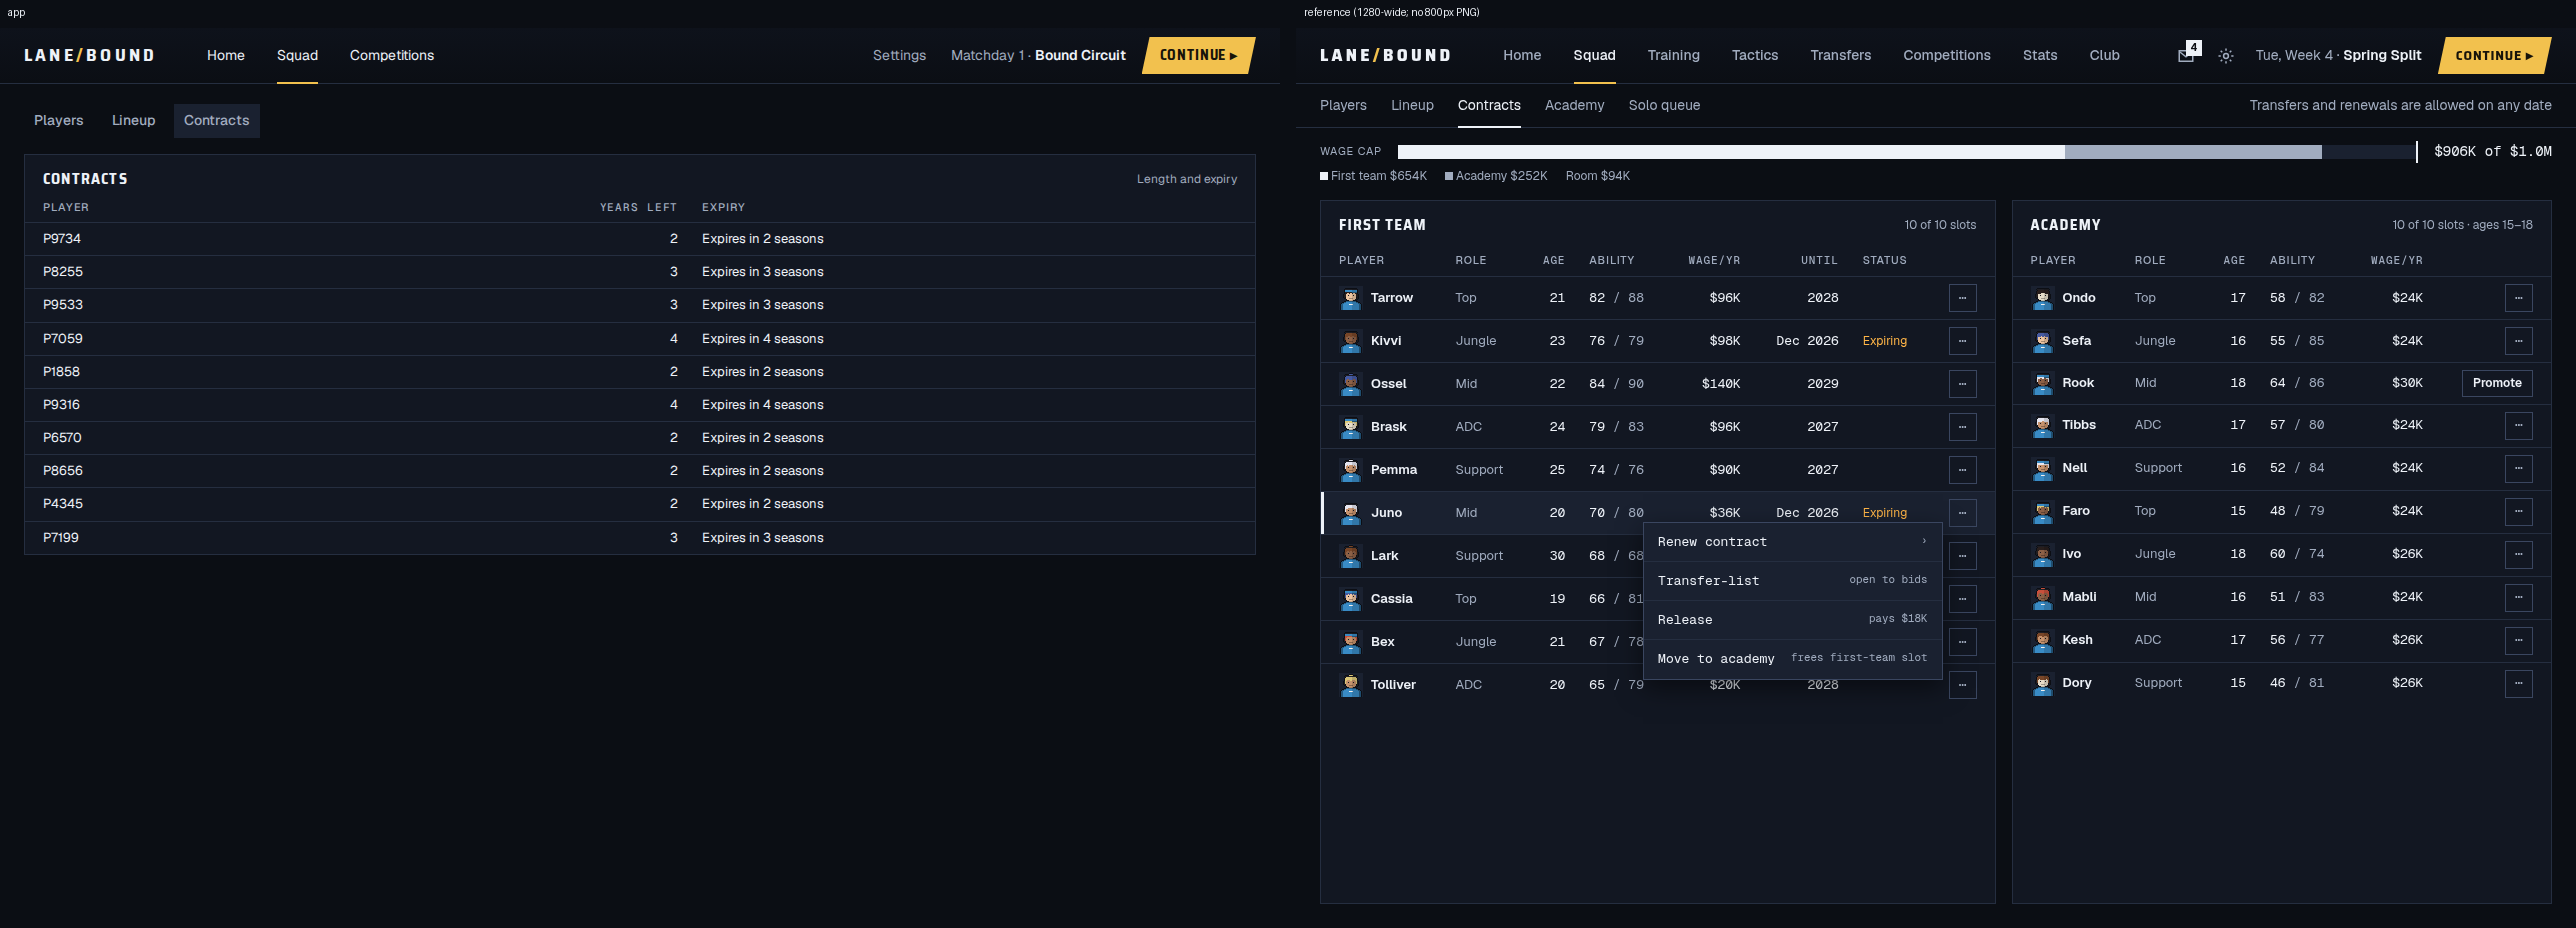 app
LANE/BOUND Home Squad Competitions Settings Matchday 1 · Bound Circuit CONTINUE ▸
Players Lineup Contracts
CONTRACTS Length and expiry
PLAYER YEARS LEFT EXPIRY
P9734 2 Expires in 2 seasons
P8255 3 Expires in 3 seasons
P9533 3 Expires in 3 seasons
P7059 4 Expires in 4 seasons
P1858 2 Expires in 2 seasons
P9316 4 Expires in 4 seasons
P6570 2 Expires in 2 seasons
P8656 2 Expires in 2 seasons
P4345 2 Expires in 2 seasons
P7199 3 Expires in 3 seasons
reference (1280-wide; no 800px PNG)
LANE/BOUND Home Squad Training Tactics Transfers Competitions Stats Club 4 Tue, Week 4 · Spring Split CONTINUE ▸
Players Lineup Contracts Academy Solo queue Transfers and renewals are allowed on any date
WAGE CAP $906K of $1.0M
First team $654K Academy $252K Room $94K
FIRST TEAM 10 of 10 slots
PLAYER ROLE AGE ABILITY WAGE/YR UNTIL STATUS
Tarrow Top 21 82 / 88 $96K 2028 ···
Kivvi Jungle 23 76 / 79 $98K Dec 2026 Expiring ···
Ossel Mid 22 84 / 90 $140K 2029 ···
Brask ADC 24 79 / 83 $96K 2027 ···
Pemma Support 25 74 / 76 $90K 2027 ···
Juno Mid 20 70 / 80 $36K Dec 2026 Expiring ···
Lark Support 30 68 / 68 ···
Cassia Top 19 66 / 81 ···
Bex Jungle 21 67 / 78 ···
Tolliver ADC 20 65 / 79 $20K 2028 ···
Renew contract ›
Transfer-list open to bids
Release pays $18K
Move to academy frees first-team slot
ACADEMY 10 of 10 slots · ages 15–18
PLAYER ROLE AGE ABILITY WAGE/YR
Ondo Top 17 58 / 82 $24K ···
Sefa Jungle 16 55 / 85 $24K ···
Rook Mid 18 64 / 86 $30K Promote
Tibbs ADC 17 57 / 80 $24K ···
Nell Support 16 52 / 84 $24K ···
Faro Top 15 48 / 79 $24K ···
Ivo Jungle 18 60 / 74 $26K ···
Mabli Mid 16 51 / 83 $24K ···
Kesh ADC 17 56 / 77 $26K ···
Dory Support 15 46 / 81 $26K ···